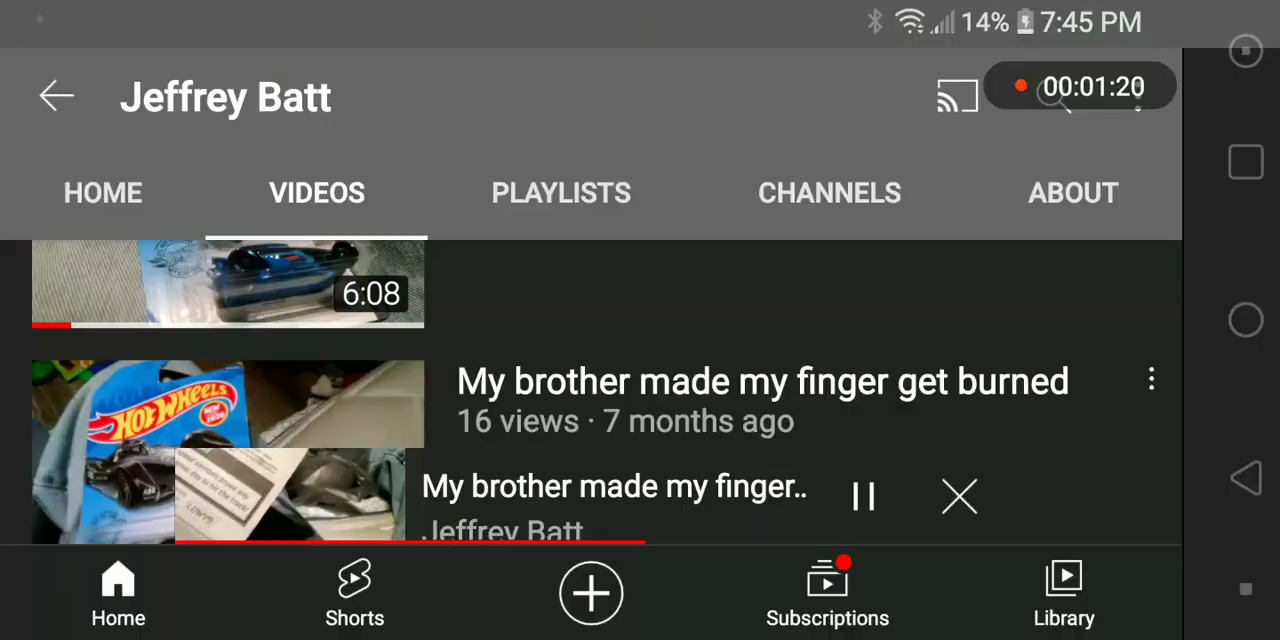 14% 7:45 PM
Jeffrey Batt
00:01:20
HOME VIDEOS PLAYLISTS CHANNELS ABOUT
6:08
HOT WHEELS
My brother made my finger get burned
16 views · 7 months ago
My brother made my finger..
Jeffrey Batt
Home Shorts Subscriptions Library